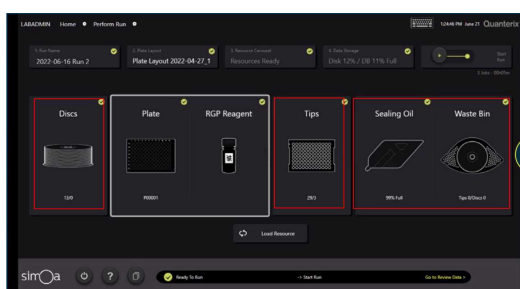 LABADMIN Home Perform Run 12:44:46 PM June 21 Quanterix
1. Run Name
2022-06-16 Run 2
2. Plate Layout
Plate Layout 2022-04-27_1
3. Resource Carousel
Resources Ready
4. Data Storage
Disk 12% / DB 11% Full
Start
Run
Discs
13/0
Plate
P00001
RGP Reagent
Tips
29/3
Sealing Oil
99% Full
Waste Bin
Tips 0/Discs 0
Load Resource
simoa ? Ready To Run -> Start Run Go to Review Data >